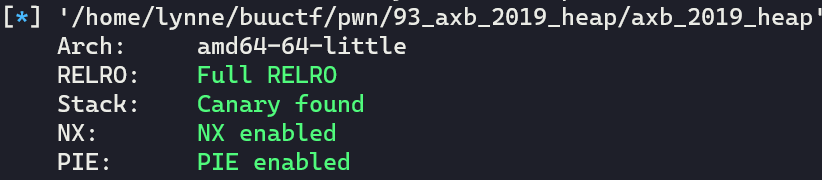 [*] '/home/lynne/buuctf/pwn/93_axb_2019_heap/axb_2019_heap'
Arch: amd64-64-little
RELRO: Full RELRO
Stack: Canary found
NX: NX enabled
PIE: PIE enabled